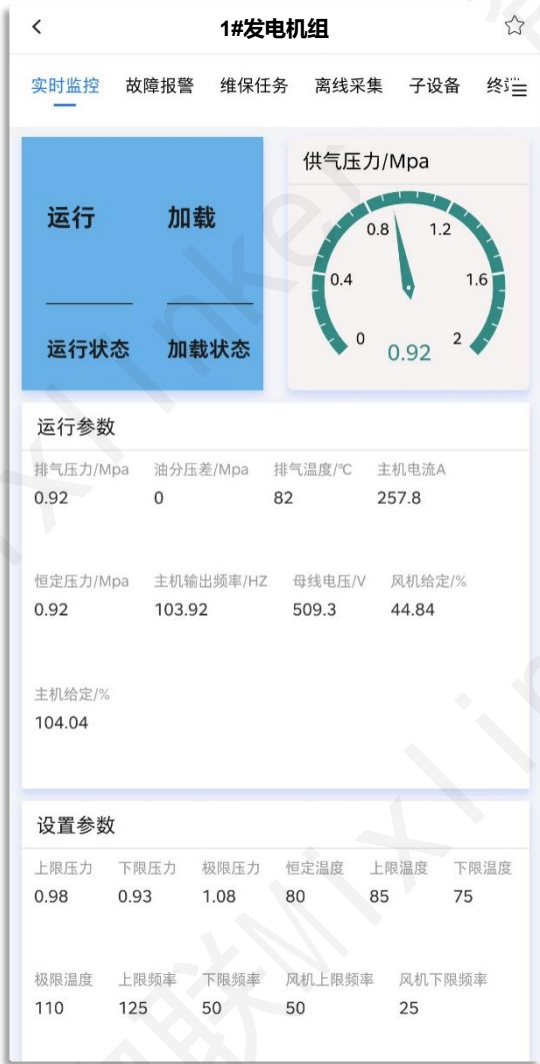 1#发电机组
实时监控 故障报警 维保任务 离线采集 子设备
运行 加载
运行状态 加载状态
供气压力/Mpa
0.8 1.2
0.4 1.6
0 2
0.92
运行参数
排气压力/Mpa 油分压差/Mpa 排气温度/℃ 主机电流A
0.92 0 82 257.8
恒定压力/Mpa 主机输出频率/HZ 母线电压/V 风机给定/%
0.92 103.92 509.3 44.84
主机给定/%
104.04
设置参数
上限压力 下限压力 极限压力 恒定温度 上限温度 下限温度
0.98 0.93 1.08 80 85 75
极限温度 上限频率 下限频率 风机上限频率 风机下限频率
110 125 50 50 25